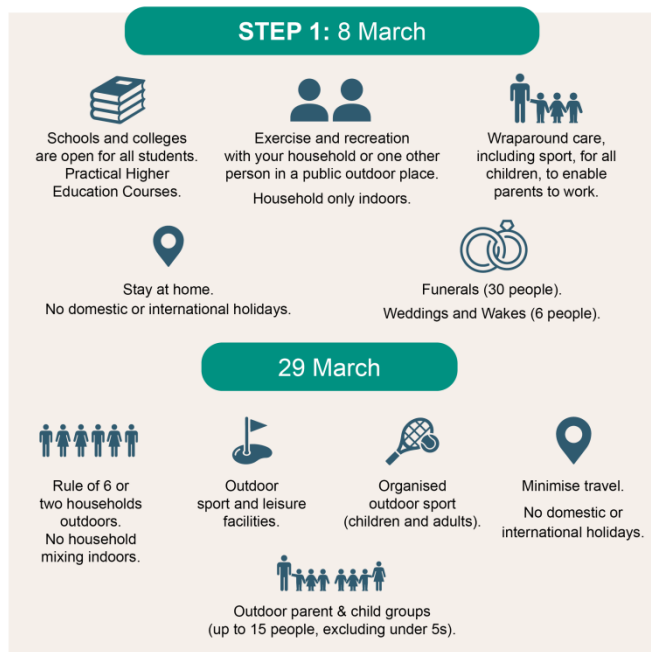 STEP 1: 8 March
Schools and colleges
are open for all students.
Practical Higher
Education Courses.
Exercise and recreation
with your household or one other
person in a public outdoor place.
Household only indoors.
Wraparound care,
including sport, for all
children, to enable
parents to work.
Stay at home.
No domestic or international holidays.
Funerals (30 people).
Weddings and Wakes (6 people).
29 March
Rule of 6 or
two households
outdoors.
No household
mixing indoors.
Outdoor
sport and leisure
facilities.
Organised
outdoor sport
(children and adults).
Minimise travel.
No domestic or
international holidays.
Outdoor parent & child groups
(up to 15 people, excluding under 5s).